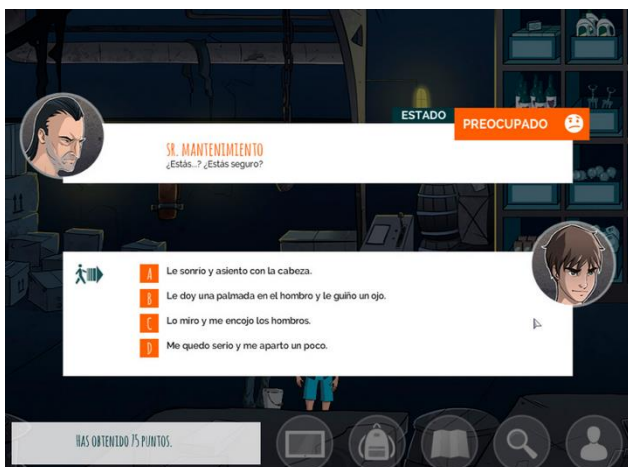 ESTADO
PREOCUPADO
SR. MANTENIMIENTO
¿Estás...? ¿Estás seguro?
A Le sonrío y asiento con la cabeza.
B Le doy una palmada en el hombro y le guiño un ojo.
C Lo miro y me encojo los hombros.
D Me quedo serio y me aparto un poco.
HAS OBTENIDO 75 PUNTOS.